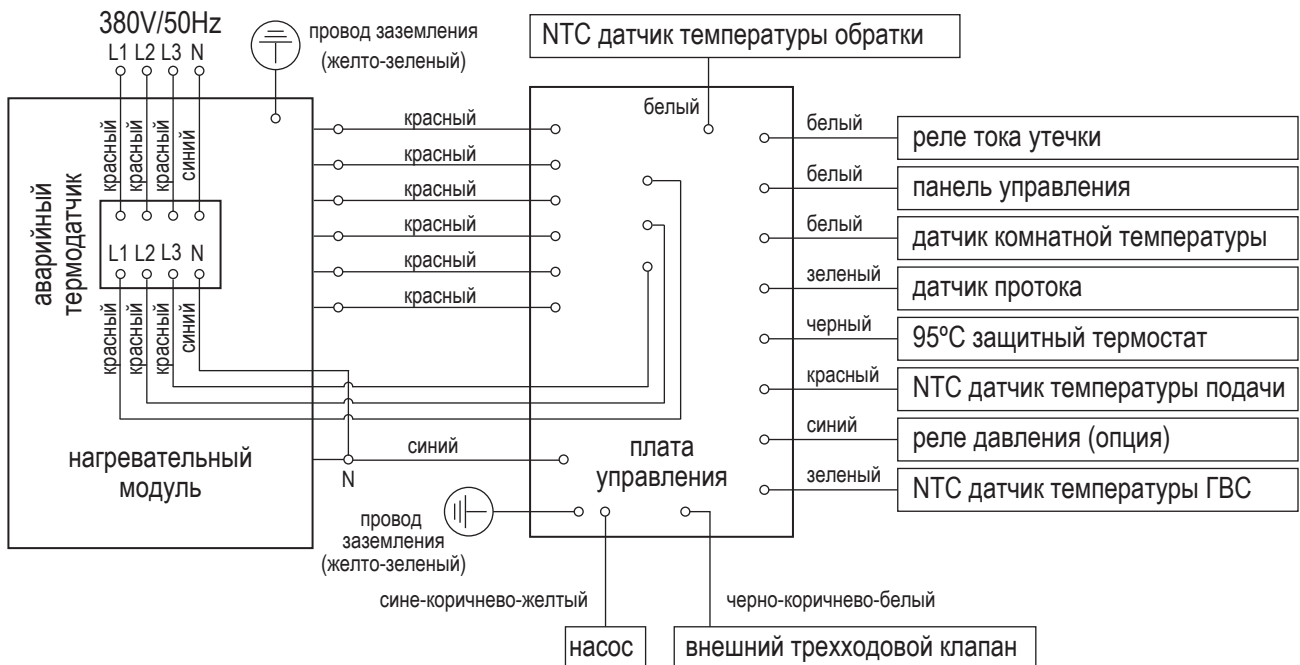 380V/50Hz
L1 L2 L3 N
провод заземления
(желто-зеленый)
NTC датчик температуры обратки
белый
красный
красный
красный
синий
аварийный
термодатчик
L1 L2 L3 N
красный
красный
красный
синий
нагревательный
модуль
красный
красный
красный
красный
красный
красный
синий
N
плата
управления
провод
заземления
(желто-зеленый)
белый
реле тока утечки
белый
панель управления
белый
датчик комнатной температуры
зеленый
датчик протока
черный
95ºC защитный термостат
красный
NTC датчик температуры подачи
синий
реле давления (опция)
зеленый
NTC датчик температуры ГВС
сине-коричнево-желтый
черно-коричнево-белый
насос
внешний трехходовой клапан